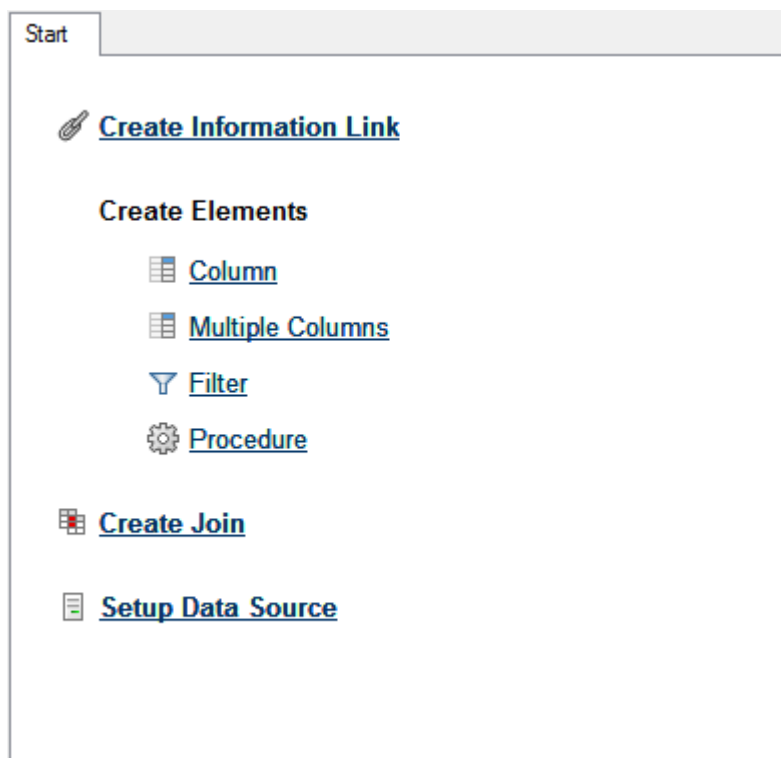 Start
Create Information Link
Create Elements
Column
Multiple Columns
Filter
Procedure
Create Join
Setup Data Source